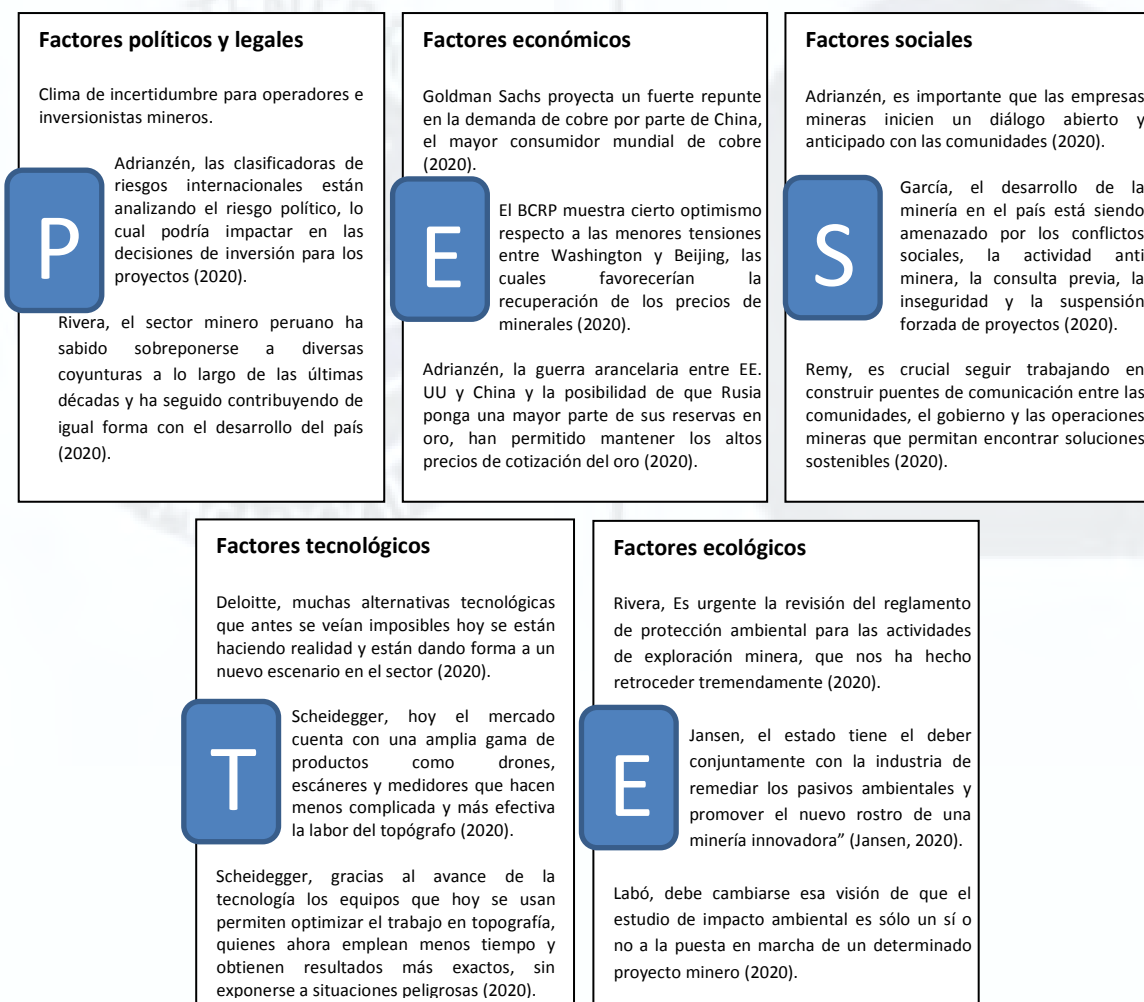 Factores políticos y legales
Clima de incertidumbre para operadores e
inversionistas mineros.
P
Adrianzén, las clasificadoras de
riesgos internacionales están
analizando el riesgo político, lo
cual podría impactar en las
decisiones de inversión para los
proyectos (2020).
Rivera, el sector minero peruano ha
sabido sobreponerse a diversas
coyunturas a lo largo de las últimas
décadas y ha seguido contribuyendo de
igual forma con el desarrollo del país
(2020).
Factores económicos
Goldman Sachs proyecta un fuerte repunte
en la demanda de cobre por parte de China,
el mayor consumidor mundial de cobre
(2020).
E
El BCRP muestra cierto optimismo
respecto a las menores tensiones
entre Washington y Beijing, las
cuales favorecerían la
recuperación de los precios de
minerales (2020).
Adrianzén, la guerra arancelaria entre EE.
UU y China y la posibilidad de que Rusia
ponga una mayor parte de sus reservas en
oro, han permitido mantener los altos
precios de cotización del oro (2020).
Factores sociales
Adrianzén, es importante que las empresas
mineras inicien un diálogo abierto y
anticipado con las comunidades (2020).
S
García, el desarrollo de la
minería en el país está siendo
amenazado por los conflictos
sociales, la actividad anti
minera, la consulta previa, la
inseguridad y la suspensión
forzada de proyectos (2020).
Remy, es crucial seguir trabajando en
construir puentes de comunicación entre las
comunidades, el gobierno y las operaciones
mineras que permitan encontrar soluciones
sostenibles (2020).
Factores tecnológicos
Deloitte, muchas alternativas tecnológicas
que antes se veían imposibles hoy se están
haciendo realidad y están dando forma a un
nuevo escenario en el sector (2020).
T
Scheidegger, hoy el mercado
cuenta con una amplia gama de
productos como drones,
escáneres y medidores que hacen
menos complicada y más efectiva
la labor del topógrafo (2020).
Scheidegger, gracias al avance de la
tecnología los equipos que hoy se usan
permiten optimizar el trabajo en topografía,
quienes ahora emplean menos tiempo y
obtienen resultados más exactos, sin
exponerse a situaciones peligrosas (2020).
Factores ecológicos
Rivera, Es urgente la revisión del reglamento
de protección ambiental para las actividades
de exploración minera, que nos ha hecho
retroceder tremendamente (2020).
E
Jansen, el estado tiene el deber
conjuntamente con la industria de
remediar los pasivos ambientales y
promover el nuevo rostro de una
minería innovadora” (Jansen, 2020).
Labó, debe cambiarse esa visión de que el
estudio de impacto ambiental es sólo un sí o
no a la puesta en marcha de un determinado
proyecto minero (2020).